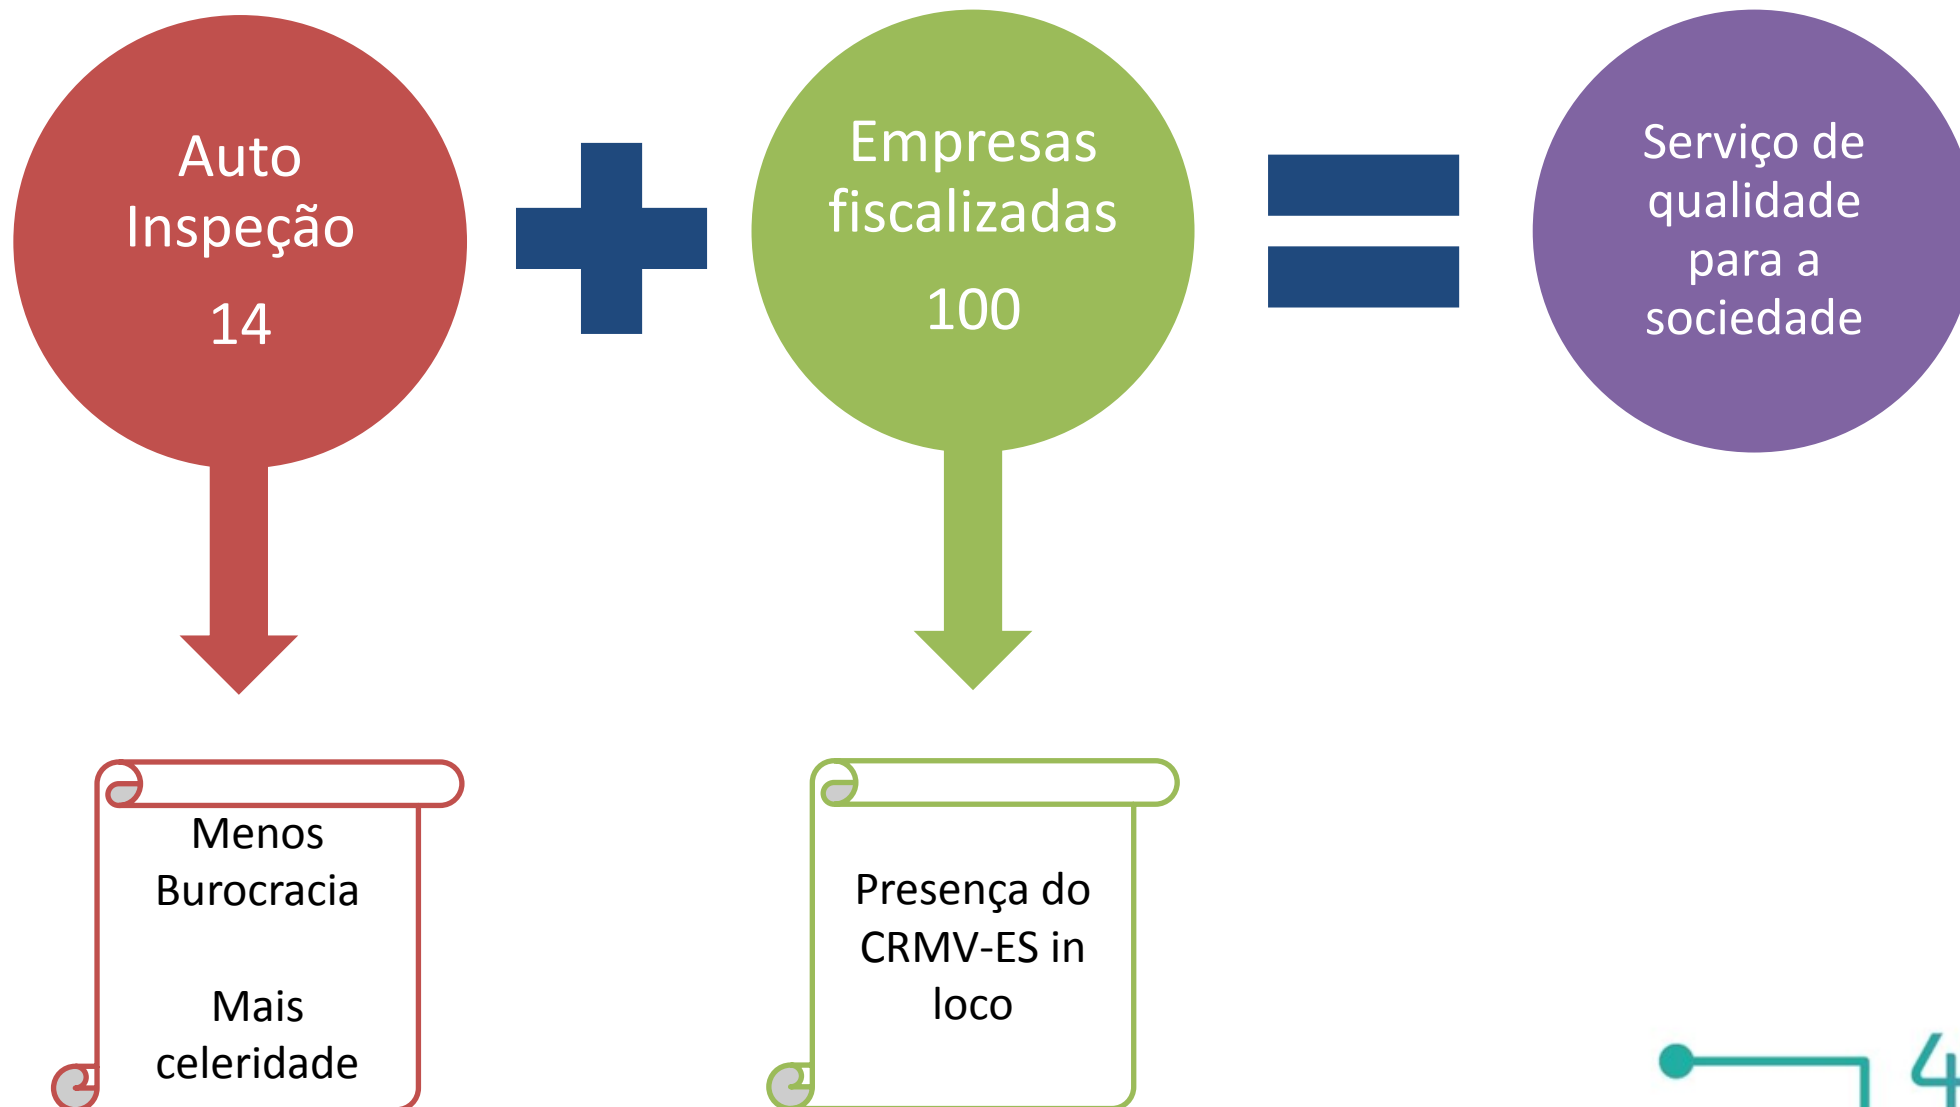 Auto
Inspeção
14
Empresas
fiscalizadas
100
Serviço de
qualidade
para a
sociedade
Menos
Burocracia
Mais
celeridade
Presença do
CRMV-ES in
loco
4